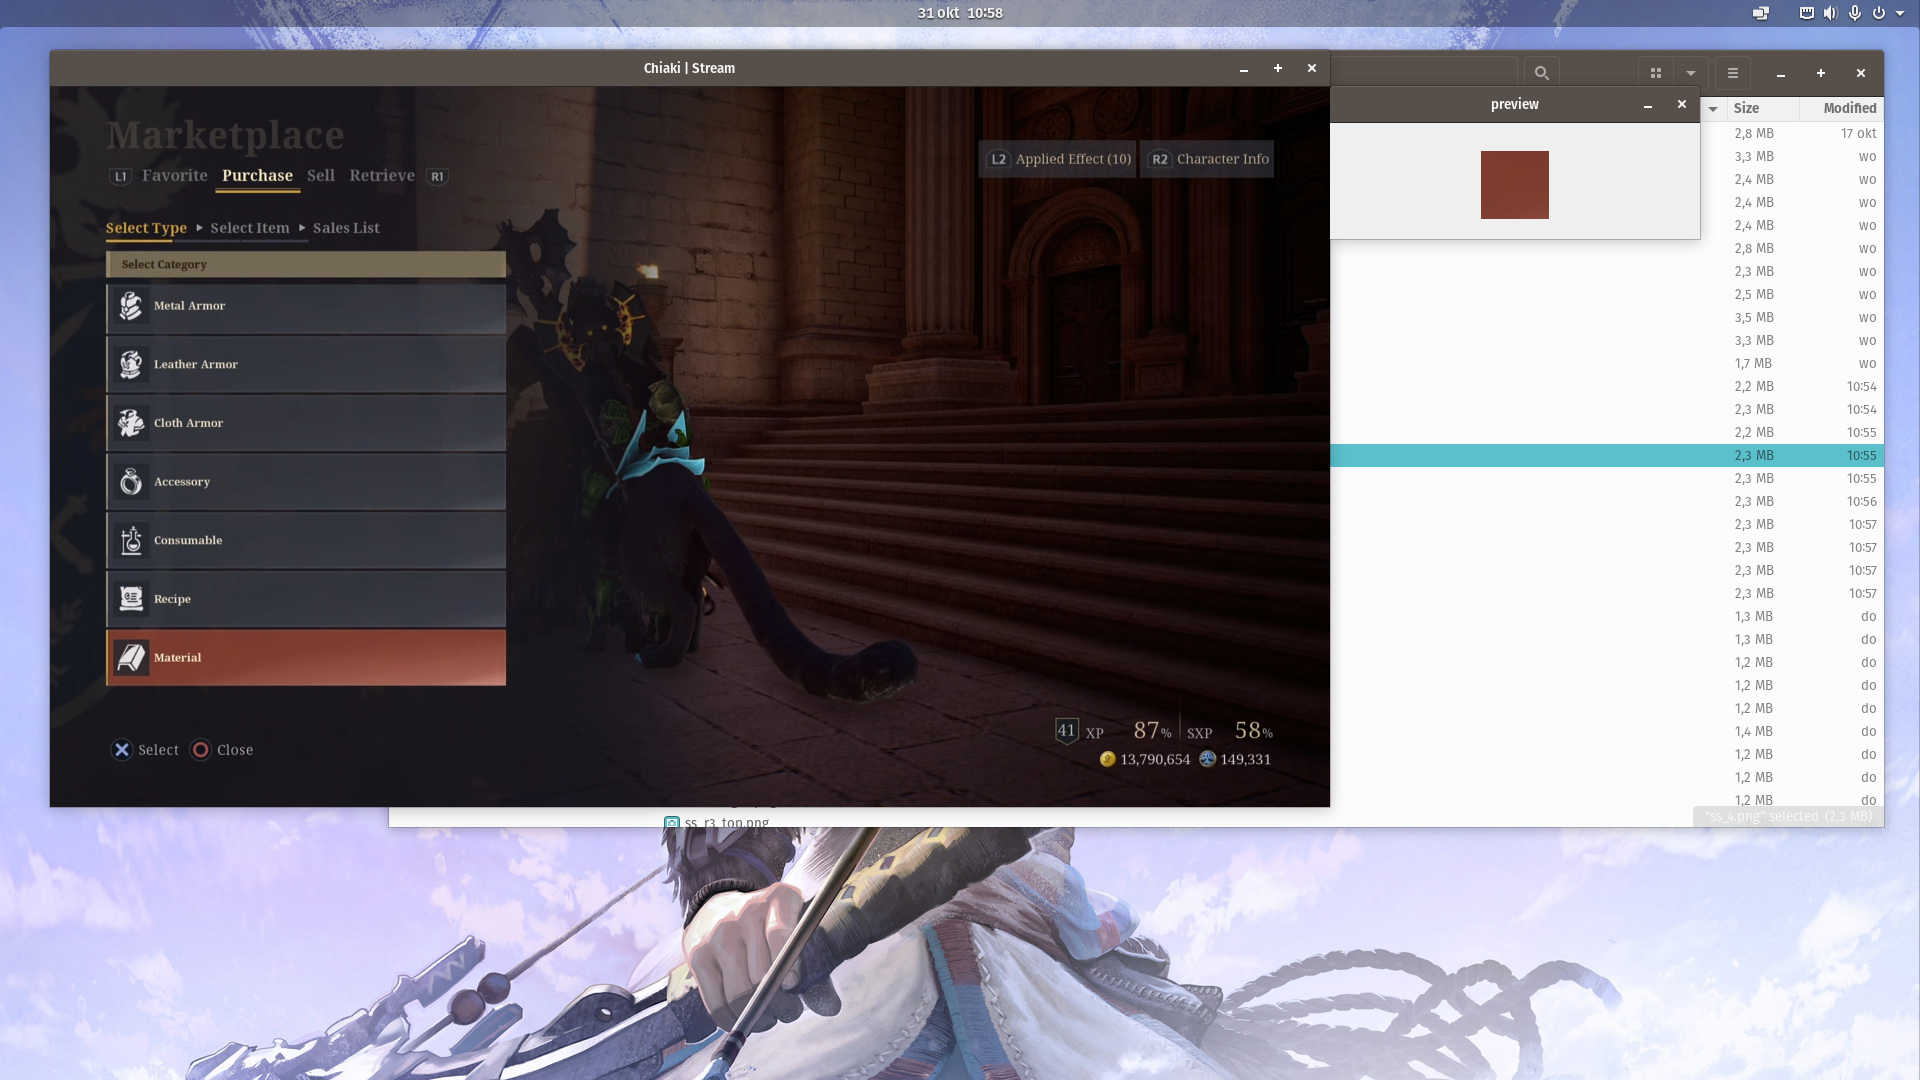 31 okt 10:58
Chiaki | Stream
Marketplace
L1 Favorite Purchase Sell Retrieve R1
L2 Applied Effect (10) R2 Character Info
Select Type Select Item Sales List
Select Category
Metal Armor
Leather Armor
Cloth Armor
Accessory
Consumable
Recipe
Material
Select Close
41 XP 87% SXP 58%
13,790,654 149,331
preview
Size Modified
2,8 MB 17 okt
3,3 MB wo
2,4 MB wo
2,4 MB wo
2,4 MB wo
2,8 MB wo
2,3 MB wo
2,5 MB wo
3,5 MB wo
3,3 MB wo
1,7 MB wo
2,2 MB 10:54
2,3 MB 10:54
2,2 MB 10:55
2,3 MB 10:55
2,3 MB 10:55
2,3 MB 10:56
2,3 MB 10:57
2,3 MB 10:57
2,3 MB 10:57
2,3 MB 10:57
1,3 MB do
1,3 MB do
1,2 MB do
1,2 MB do
1,2 MB do
1,4 MB do
1,2 MB do
1,2 MB do
1,2 MB do
ss_r3_top.png
"ss_4.png" selected (2,3 MB)